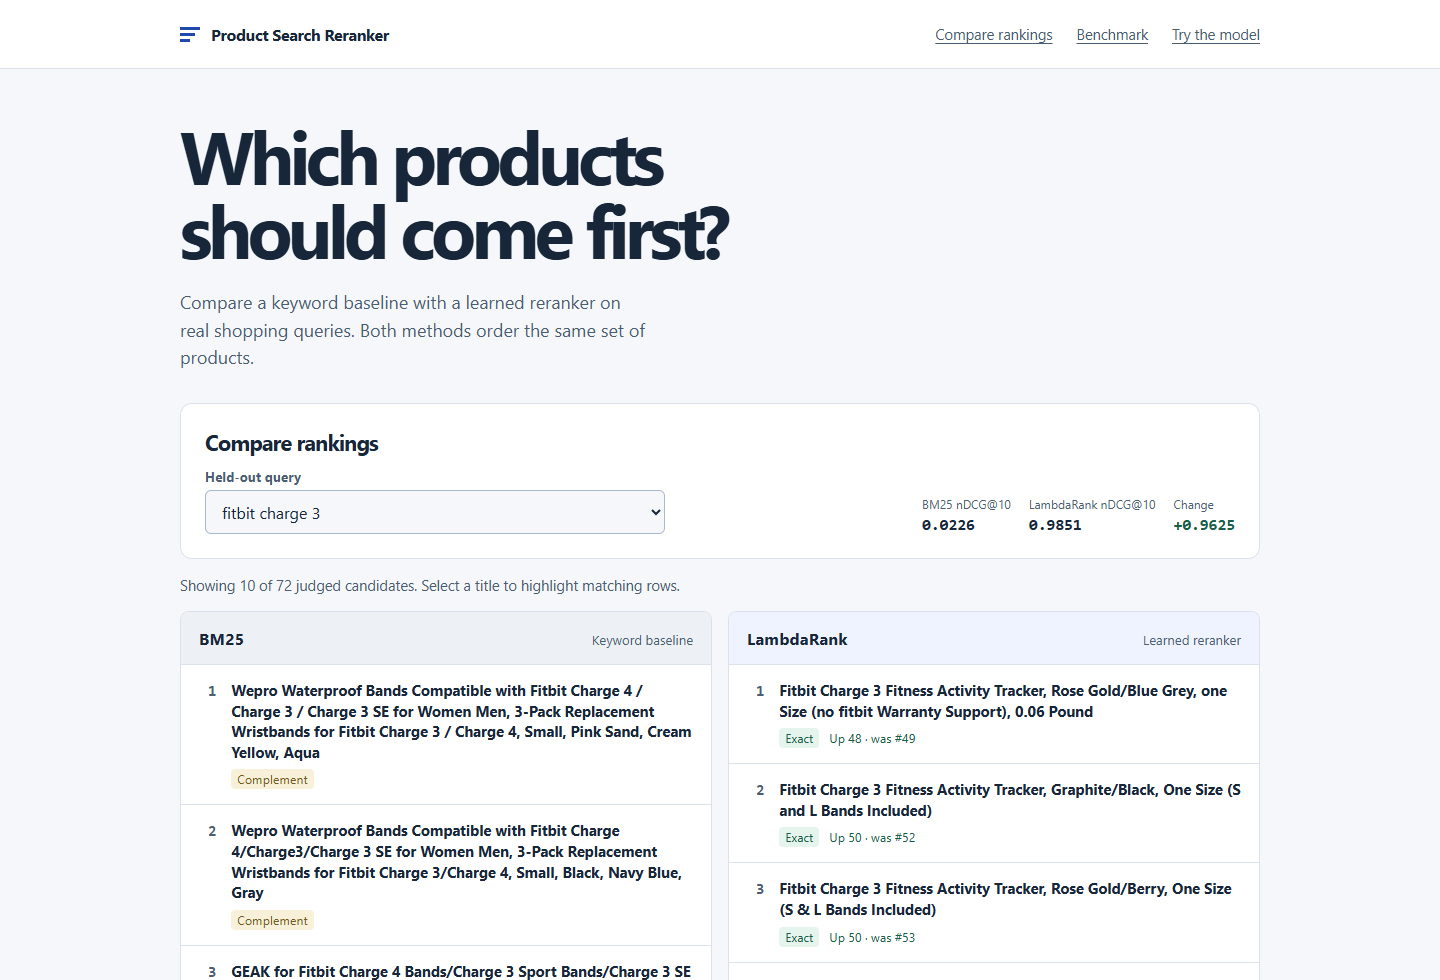 Product Search Reranker
Compare rankings
Benchmark
Try the model
Which products
should come first?
Compare a keyword baseline with a learned reranker on
real shopping queries. Both methods order the same set of
products.
Compare rankings
Held-out query
fitbit charge 3
BM25 nDCG@10
0.0226
LambdaRank nDCG@10
0.9851
Change
+0.9625
Showing 10 of 72 judged candidates. Select a title to highlight matching rows.
BM25
Keyword baseline
1
Wepro Waterproof Bands Compatible with Fitbit Charge 4 /
Charge 3 / Charge 3 SE for Women Men, 3-Pack Replacement
Wristbands for Fitbit Charge 3 / Charge 4, Small, Pink Sand, Cream
Yellow, Aqua
Complement
2
Wepro Waterproof Bands Compatible with Fitbit Charge
4/Charge3/Charge 3 SE for Women Men, 3-Pack Replacement
Wristbands for Fitbit Charge 3/Charge 4, Small, Black, Navy Blue,
Gray
Complement
3
GEAK for Fitbit Charge 4 Bands/Charge 3 Sport Bands/Charge 3 SE
LambdaRank
Learned reranker
1
Fitbit Charge 3 Fitness Activity Tracker, Rose Gold/Blue Grey, one
Size (no fitbit Warranty Support), 0.06 Pound
Exact
Up 48 · was #49
2
Fitbit Charge 3 Fitness Activity Tracker, Graphite/Black, One Size (S
and L Bands Included)
Exact
Up 50 · was #52
3
Fitbit Charge 3 Fitness Activity Tracker, Rose Gold/Berry, One Size
(S & L Bands Included)
Exact
Up 50 · was #53